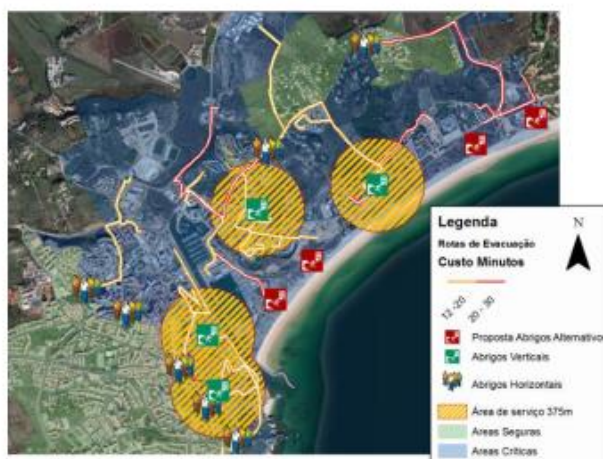 Legenda
N
Rotas de Evacuação
Custo Minutos
12 -20
20 - 30
Proposta Abrigos Alternativo
Abrigos Verticais
Abrigos Horizontais
Área de serviço 375m
Areas Seguras
Areas Críticas